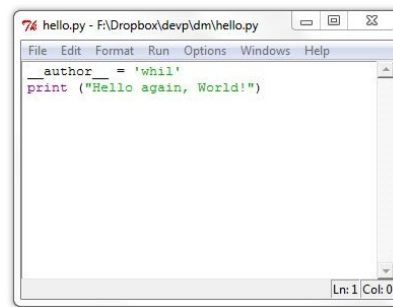 hello.py - F:\Dropbox\devp\dm\hello.py
File Edit Format Run Options Windows Help
__author__ = 'whil'
print ("Hello again, World!")
Ln: 1 Col: 0